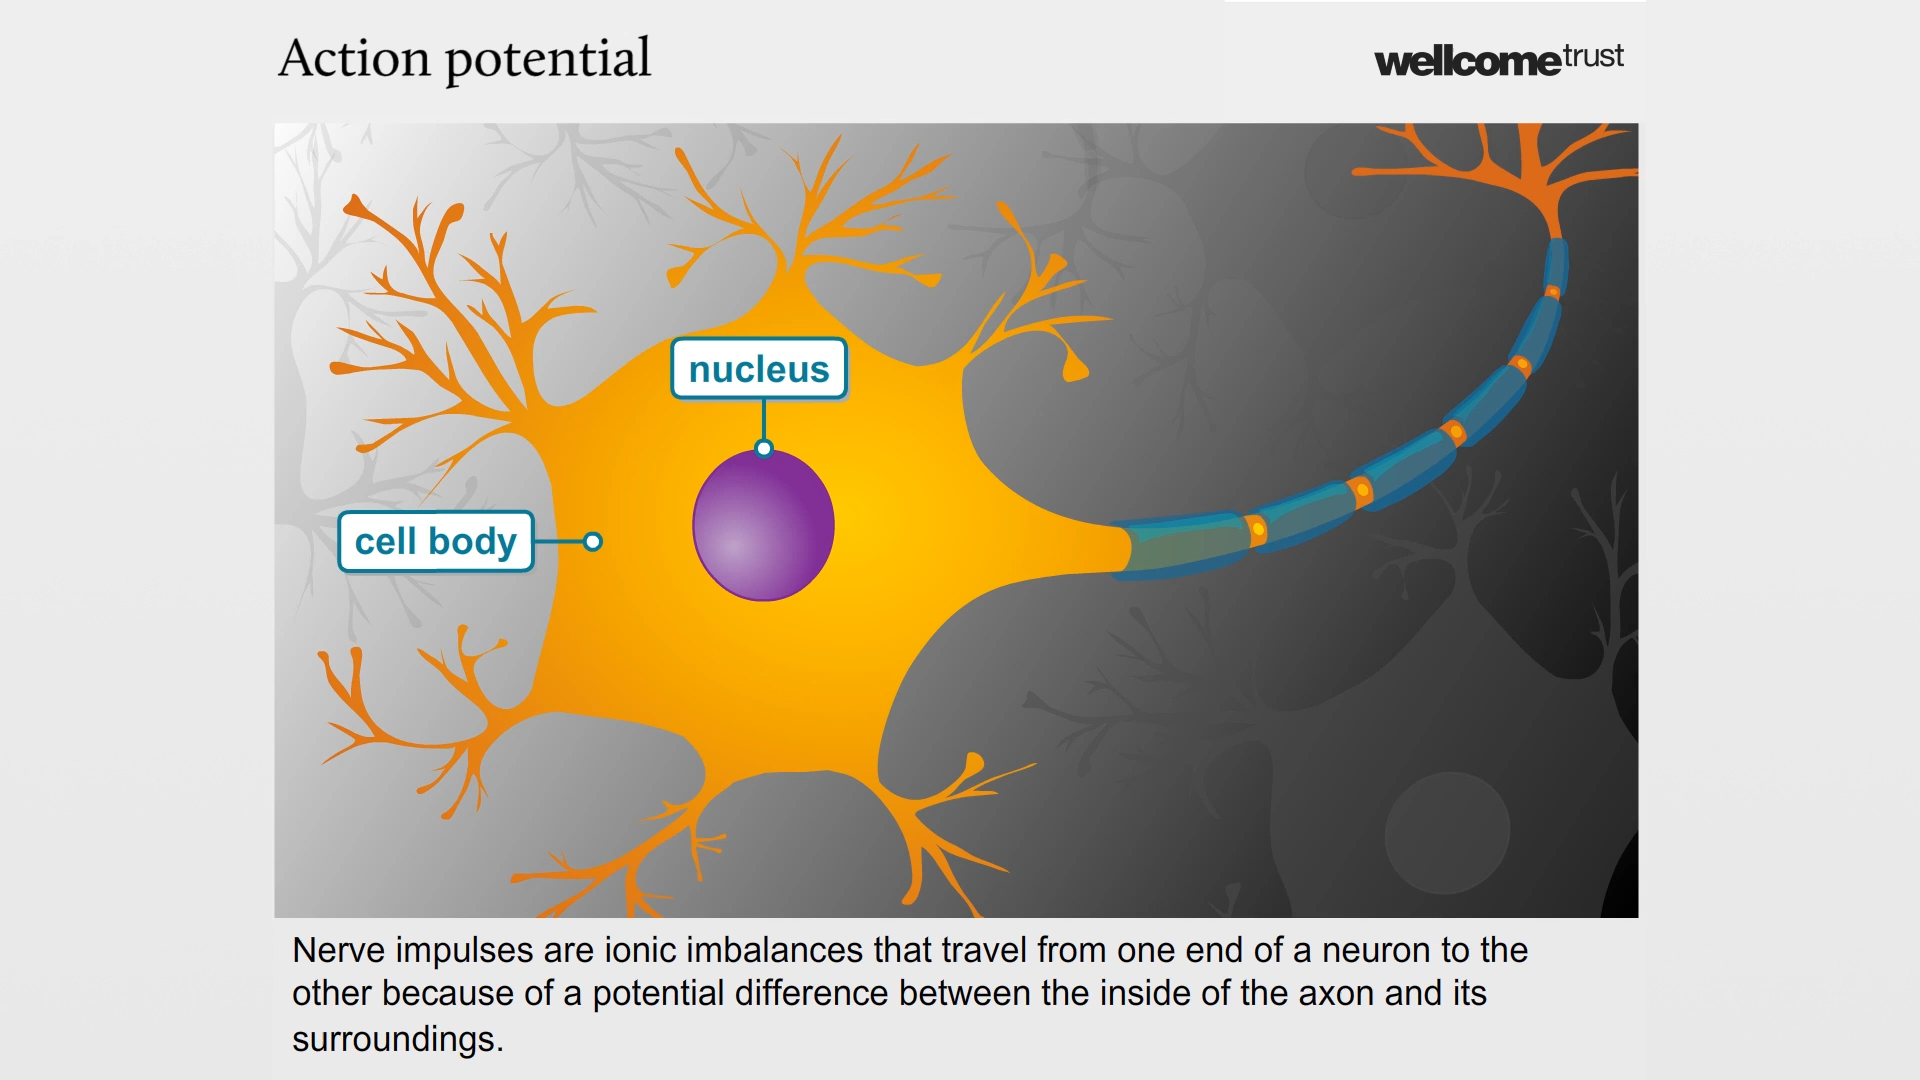 Action potential
wellcometrust
nucleus
cell body
Nerve impulses are ionic imbalances that travel from one end of a neuron to the
other because of a potential difference between the inside of the axon and its
surroundings.